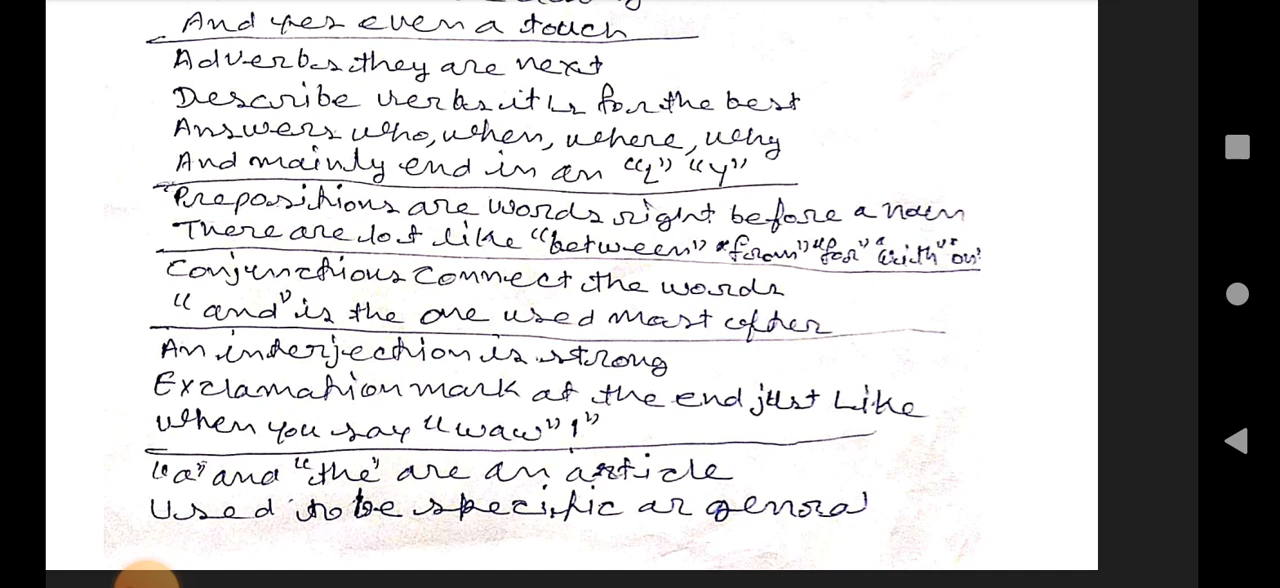 And yes even a touch
Adverbs, they are next
Describe verbs it is for the best
Answers who, when, where, why
And mainly end in an "L" "y"
Prepositions are words right before a noun
There are lot like "between" "from" "for" "with" "on"
Conjunctions connect the words
"and" is the one used most often
An interjection is strong
Exclamation mark at the end just Like
when you say "waw" !"
"a" and "the" are an article
Used to be specific or genral